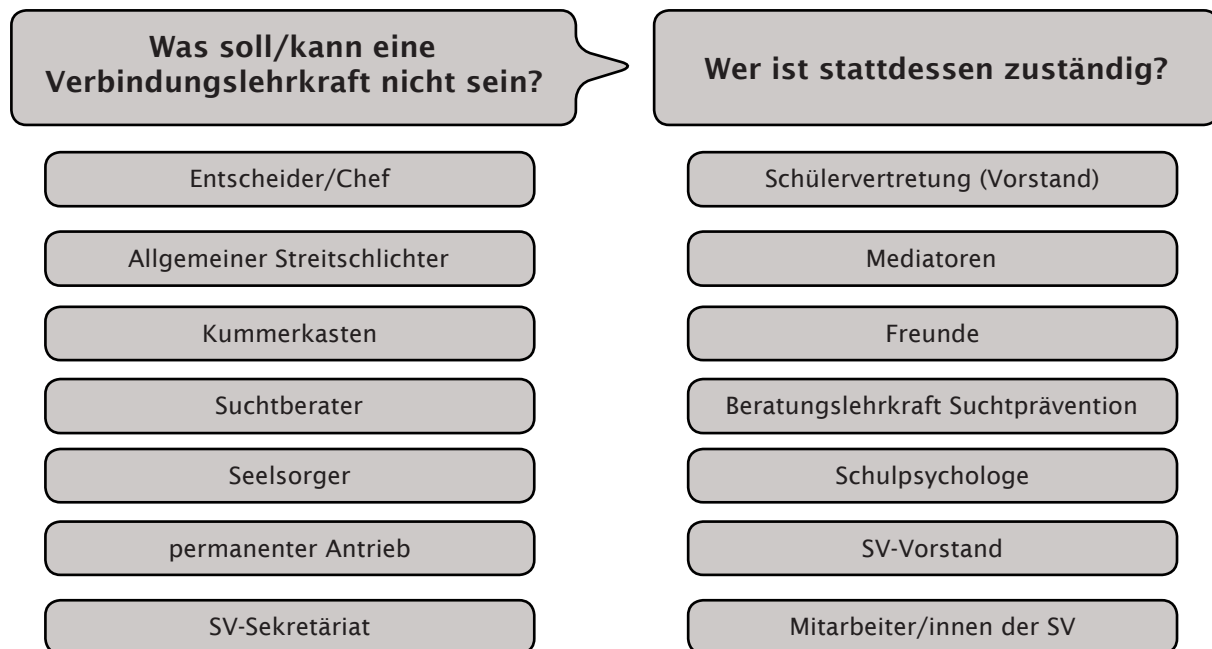 Was soll/kann eine
Verbindungslehrkraft nicht sein?
Wer ist stattdessen zuständig?
Entscheider/Chef
Schülervertretung (Vorstand)
Allgemeiner Streitschlichter
Mediatoren
Kummerkasten
Freunde
Suchtberater
Beratungslehrkraft Suchtprävention
Seelsorger
Schulpsychologe
permanenter Antrieb
SV-Vorstand
SV-Sekretäriat
Mitarbeiter/innen der SV